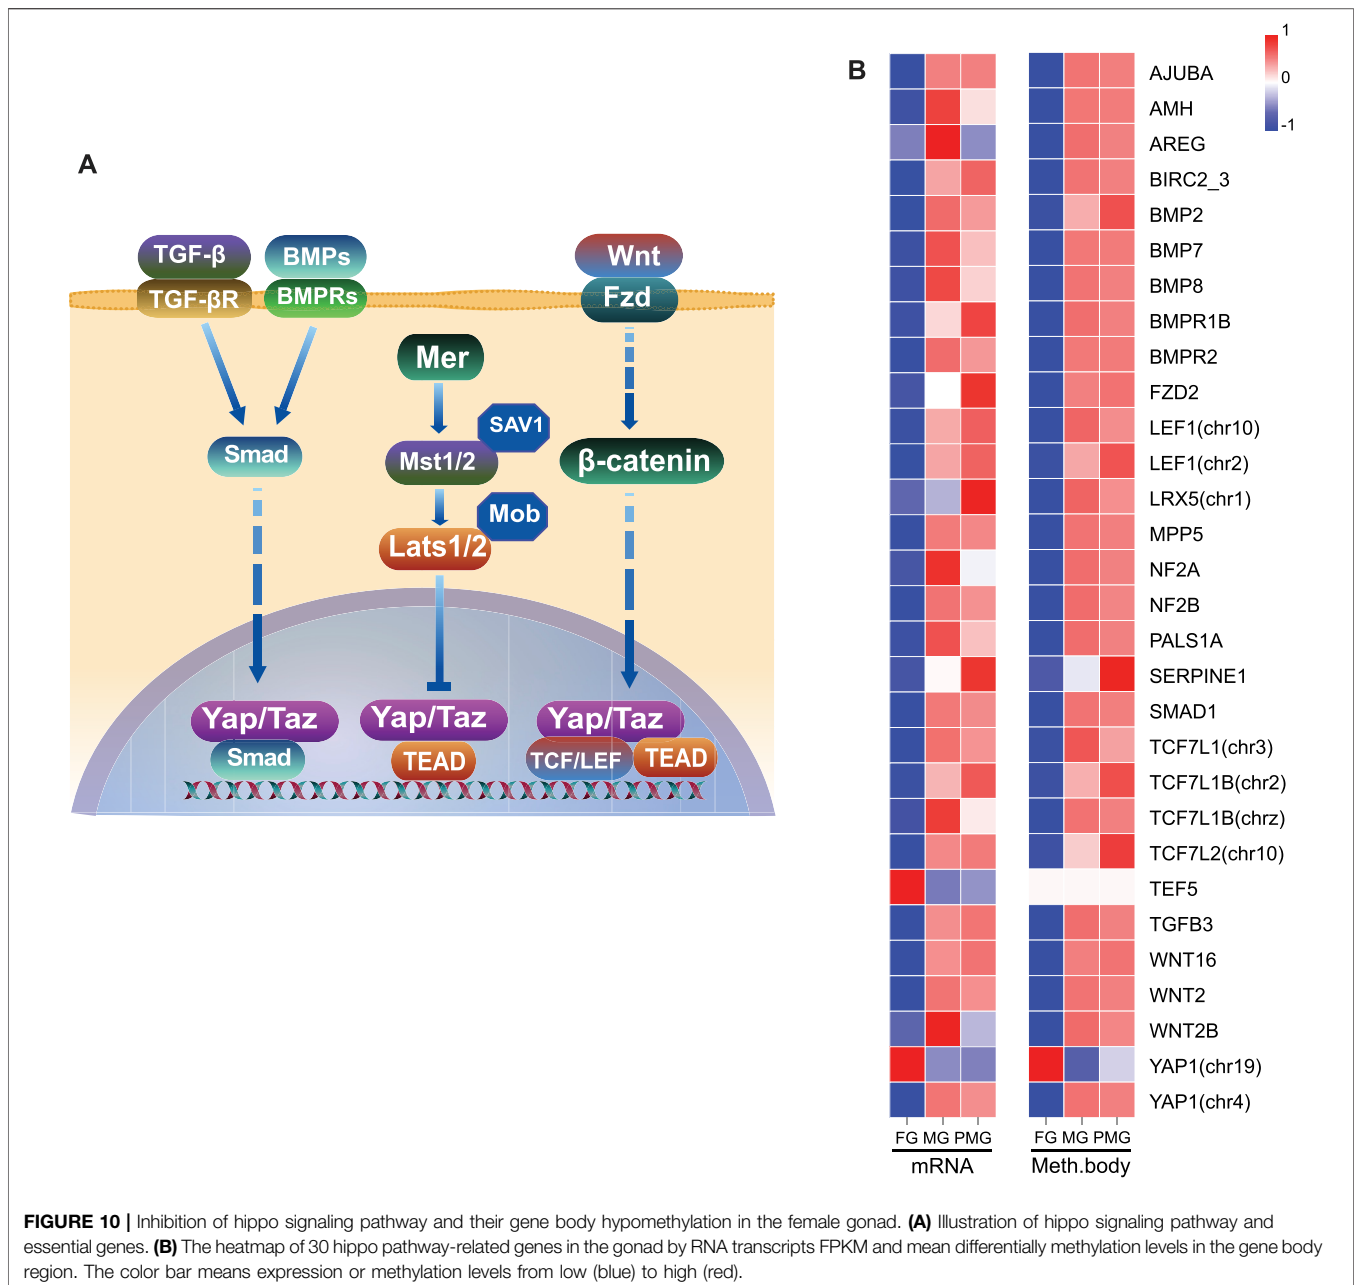 A
TGF-β
TGF-βR
BMPs
BMPRs
Wnt
Fzd
Mer
SAV1
Mst1/2
Smad
β-catenin
Mob
Lats1/2
Yap/Taz
Smad
Yap/Taz
TEAD
Yap/Taz
TCF/LEF
TEAD
B
1
0
-1
AJUBA
AMH
AREG
BIRC2_3
BMP2
BMP7
BMP8
BMPR1B
BMPR2
FZD2
LEF1(chr10)
LEF1(chr2)
LRX5(chr1)
MPP5
NF2A
NF2B
PALS1A
SERPINE1
SMAD1
TCF7L1(chr3)
TCF7L1B(chr2)
TCF7L1B(chrz)
TCF7L2(chr10)
TEF5
TGFB3
WNT16
WNT2
WNT2B
YAP1(chr19)
YAP1(chr4)
FG MG PMG FG MG PMG
mRNA Meth.body
FIGURE 10 | Inhibition of hippo signaling pathway and their gene body hypomethylation in the female gonad. (A) Illustration of hippo signaling pathway and
essential genes. (B) The heatmap of 30 hippo pathway-related genes in the gonad by RNA transcripts FPKM and mean differentially methylation levels in the gene body
region. The color bar means expression or methylation levels from low (blue) to high (red).